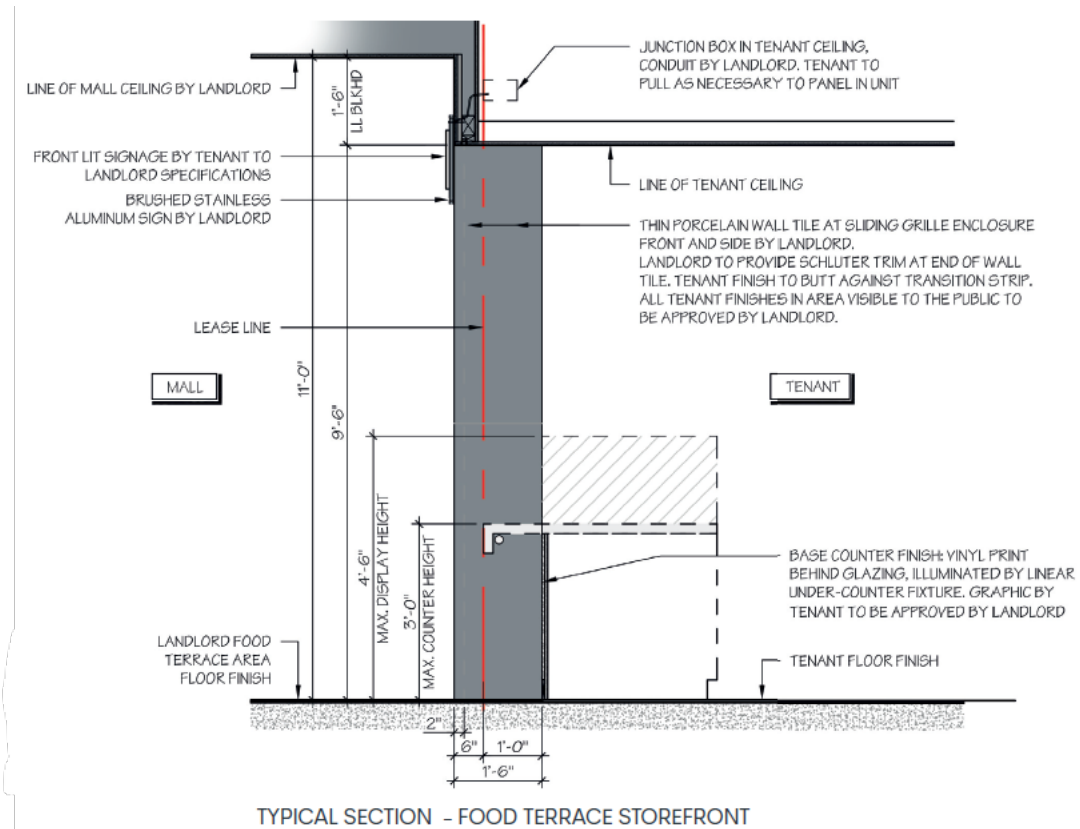 JUNCTION BOX IN TENANT CEILING,
CONDUIT BY LANDLORD. TENANT TO
PULL AS NECESSARY TO PANEL IN UNIT
LINE OF MALL CEILING BY LANDLORD
1'-6"
LL BLKHD
FRONT LIT SIGNAGE BY TENANT TO
LANDLORD SPECIFICATIONS
BRUSHED STAINLESS
ALUMINUM SIGN BY LANDLORD
LINE OF TENANT CEILING
THIN PORCELAIN WALL TILE AT SLIDING GRILLE ENCLOSURE
FRONT AND SIDE BY LANDLORD.
LANDLORD TO PROVIDE SCHLUTER TRIM AT END OF WALL
TILE. TENANT FINISH TO BUTT AGAINST TRANSITION STRIP.
ALL TENANT FINISHES IN AREA VISIBLE TO THE PUBLIC TO
BE APPROVED BY LANDLORD.
LEASE LINE
MALL
11'-0"
9'-6"
TENANT
4'-6"
MAX. DISPLAY HEIGHT
3'-0"
MAX. COUNTER HEIGHT
BASE COUNTER FINISH: VINYL PRINT
BEHIND GLAZING, ILLUMINATED BY LINEAR
UNDER-COUNTER FIXTURE. GRAPHIC BY
TENANT TO BE APPROVED BY LANDLORD
LANDLORD FOOD
TERRACE AREA
FLOOR FINISH
TENANT FLOOR FINISH
2"
6"
1'-0"
1'-6"
TYPICAL SECTION - FOOD TERRACE STOREFRONT